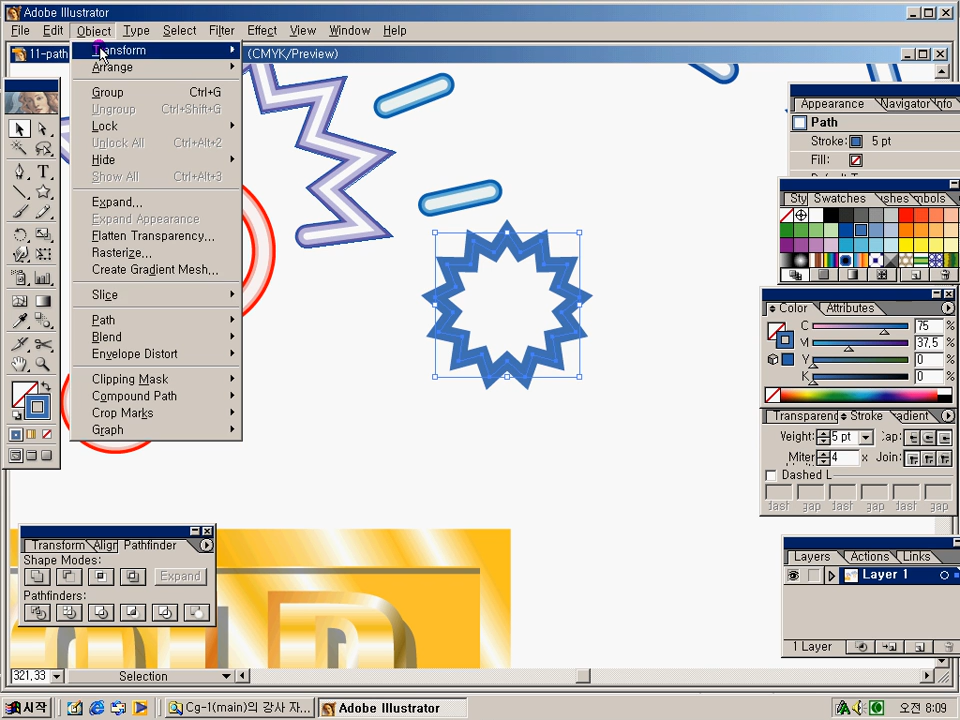 Adobe Illustrator
File Edit Object Type Select Filter Effect View Window Help
11-path
(CMYK/Preview)
Transform
Arrange
Group Ctrl+G
Ungroup Ctrl+Shift+G
Lock
Unlock All Ctrl+Alt+2
Hide
Show All Ctrl+Alt+3
Expand...
Expand Appearance
Flatten Transparency...
Rasterize...
Create Gradient Mesh...
Slice
Path
Blend
Envelope Distort
Clipping Mask
Compound Path
Crop Marks
Graph
Appearance Navigator Info
Path
Stroke: 5 pt
Fill:
Sty Swatches
Color Attributes
C 75 %
M 37,5 %
Y 0 %
K 0 %
Transparenc Stroke radient
Weight: 5 pt Cap:
Miter 4 x Join:
Dashed L
gap gap gap
Layers Actions Links
Layer 1
1 Layer
Transform Align Pathfinder
Shape Modes:
Expand
Pathfinders:
321,33 Selection
시작 Cg-1(main)의 강사 자... Adobe Illustrator 오전 8:09